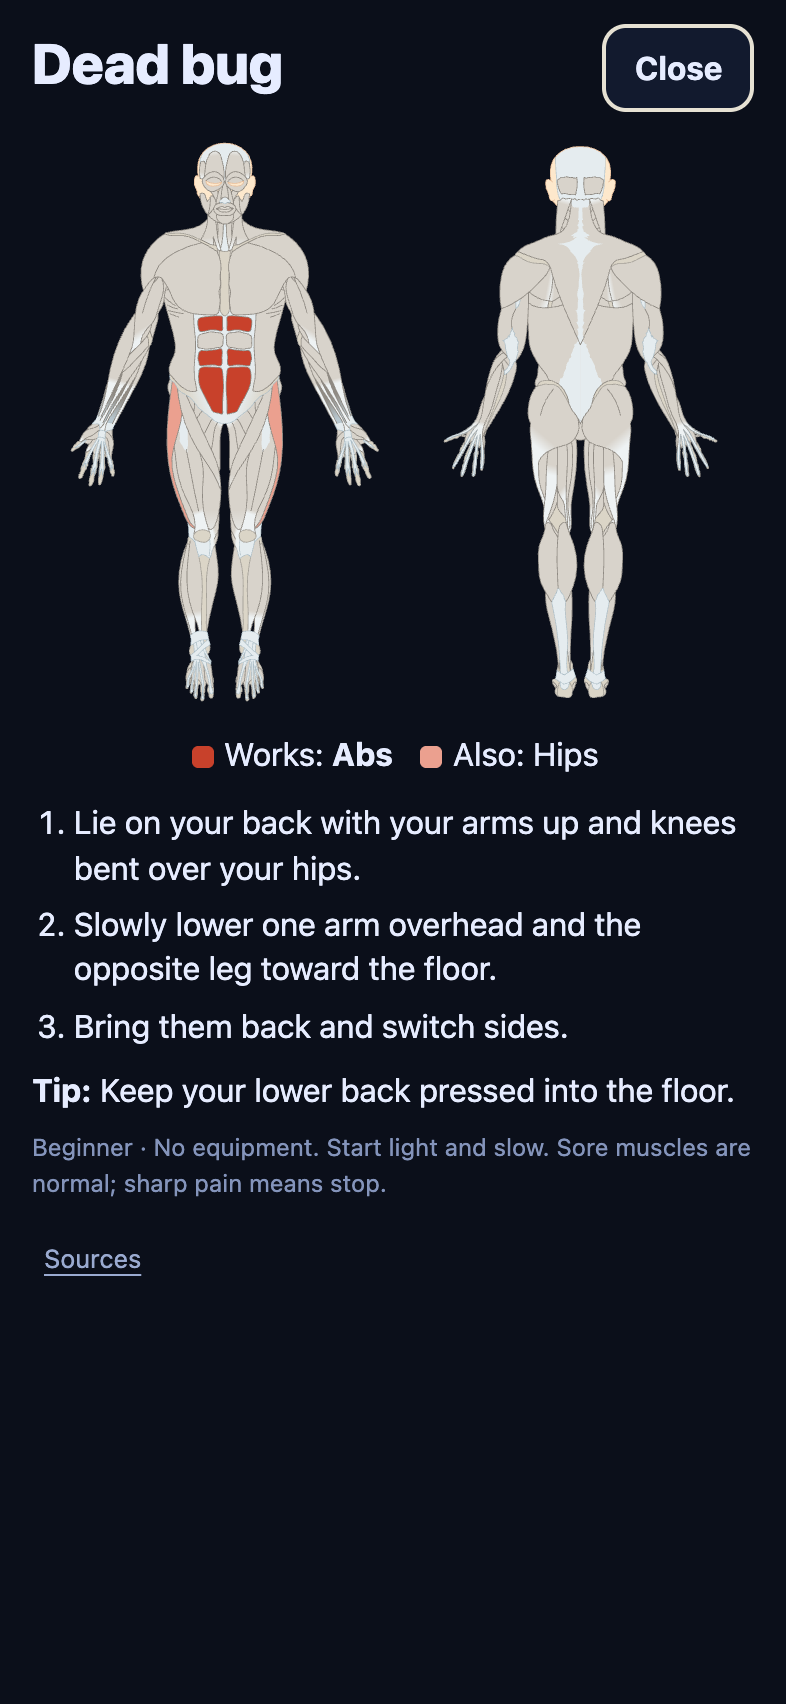 Dead bug
Close
Works: Abs Also: Hips
1. Lie on your back with your arms up and knees
bent over your hips.
2. Slowly lower one arm overhead and the
opposite leg toward the floor.
3. Bring them back and switch sides.
Tip: Keep your lower back pressed into the floor.
Beginner · No equipment. Start light and slow. Sore muscles are
normal; sharp pain means stop.
Sources